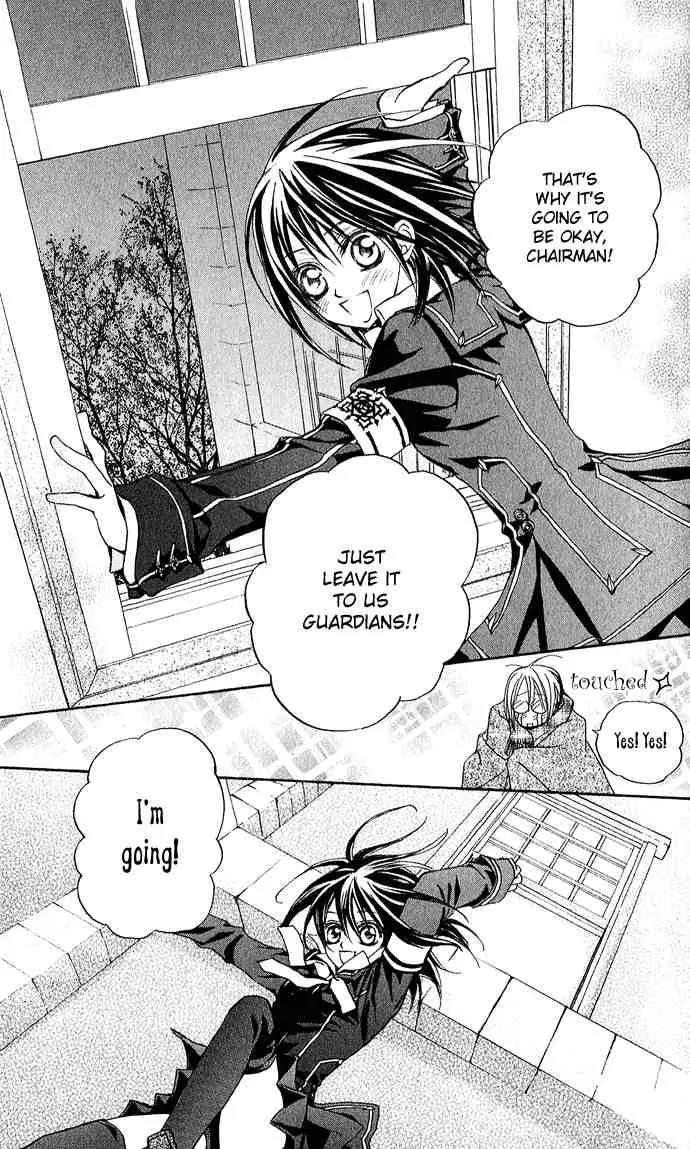 THAT'S
WHY IT'S
GOING TO
BE OKAY,
CHAIRMAN!
JUST
LEAVE IT
TO US
GUARDIANS!!
touched
Yes! Yes!
I'm
going!